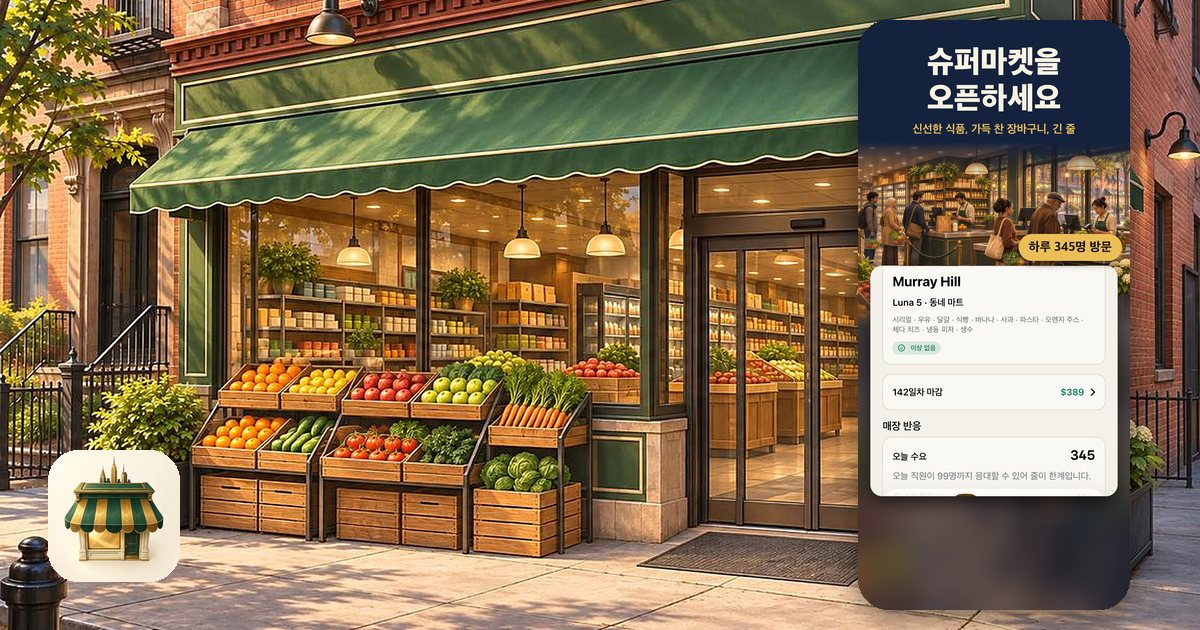 슈퍼마켓을
오픈하세요
신선한 식품, 가득 찬 장바구니, 긴 줄
하루 345명 방문
Murray Hill
Luna 5 · 동네 마트
시리얼 · 우유 · 달걀 · 식빵 · 바나나 · 사과 · 파스타 · 오렌지 주스 ·
체다 치즈 · 냉동 피자 · 생수
이상 없음
142일차 마감
$389
매장 반응
오늘 수요
345
오늘 직원이 99명까지 응대할 수 있어 줄이 한계입니다.